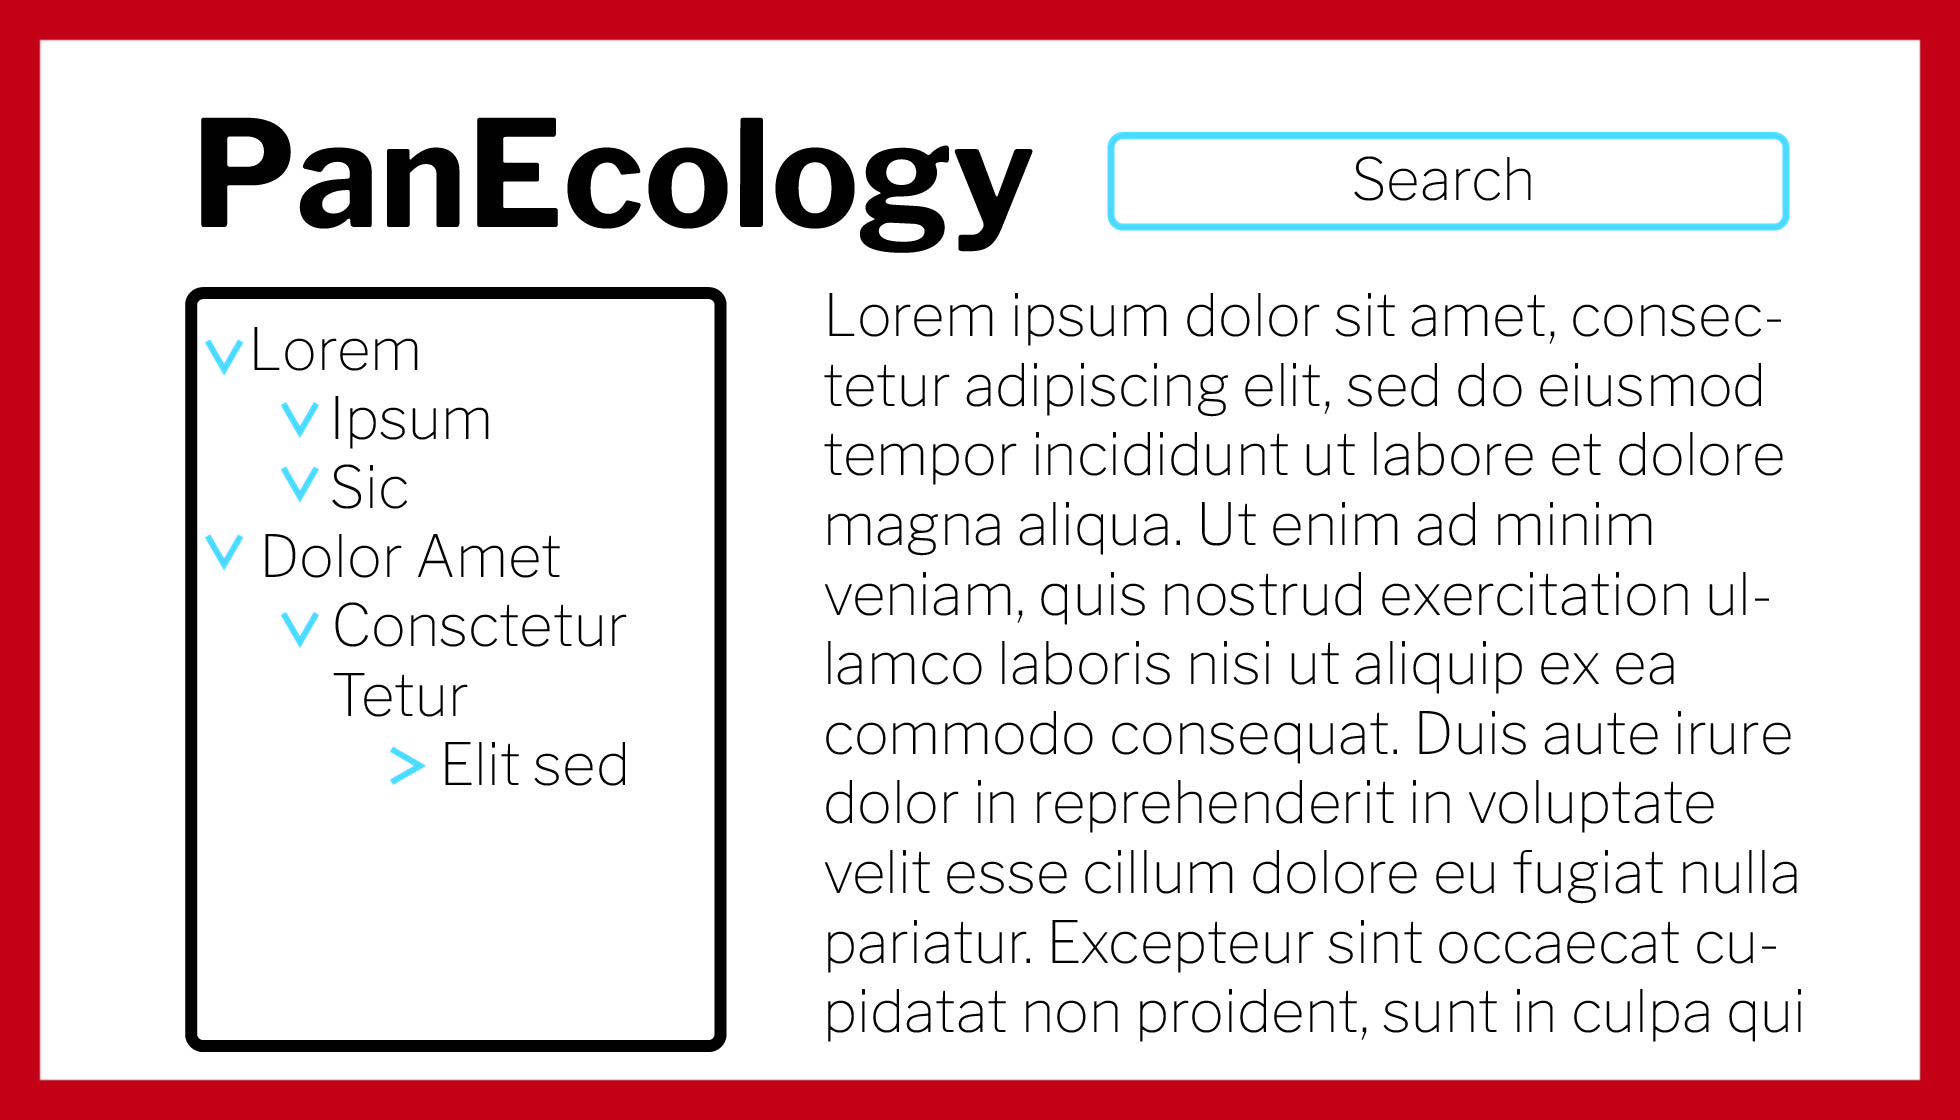 PanEcology
Search
Lorem
Ipsum
Sic
Dolor Amet
Consctetur
Tetur
Elit sed
Lorem ipsum dolor sit amet, consec-
tetur adipiscing elit, sed do eiusmod
tempor incididunt ut labore et dolore
magna aliqua. Ut enim ad minim
veniam, quis nostrud exercitation ul-
lamco laboris nisi ut aliquip ex ea
commodo consequat. Duis aute irure
dolor in reprehenderit in voluptate
velit esse cillum dolore eu fugiat nulla
pariatur. Excepteur sint occaecat cu-
pidatat non proident, sunt in culpa qui